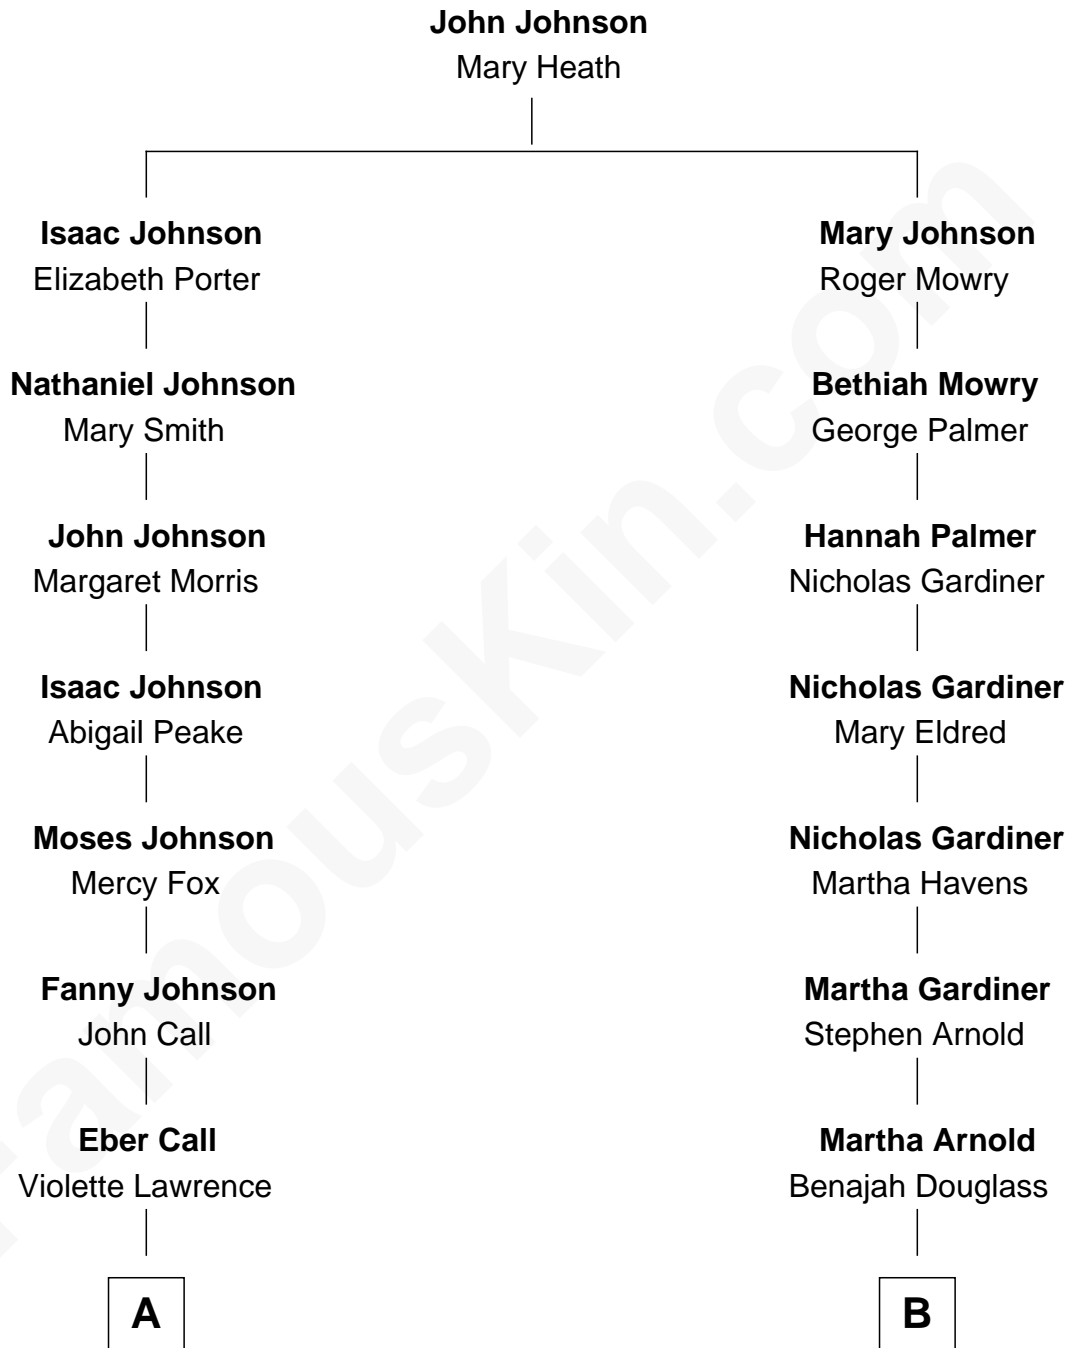 John Johnson
Mary Heath
Isaac Johnson
Elizabeth Porter
Mary Johnson
Roger Mowry
Nathaniel Johnson
Mary Smith
Bethiah Mowry
George Palmer
John Johnson
Margaret Morris
Hannah Palmer
Nicholas Gardiner
Isaac Johnson
Abigail Peake
Nicholas Gardiner
Mary Eldred
Moses Johnson
Mercy Fox
Nicholas Gardiner
Martha Havens
Fanny Johnson
John Call
Martha Gardiner
Stephen Arnold
Eber Call
Violette Lawrence
Martha Arnold
Benajah Douglass
A
B
FamousKin.com